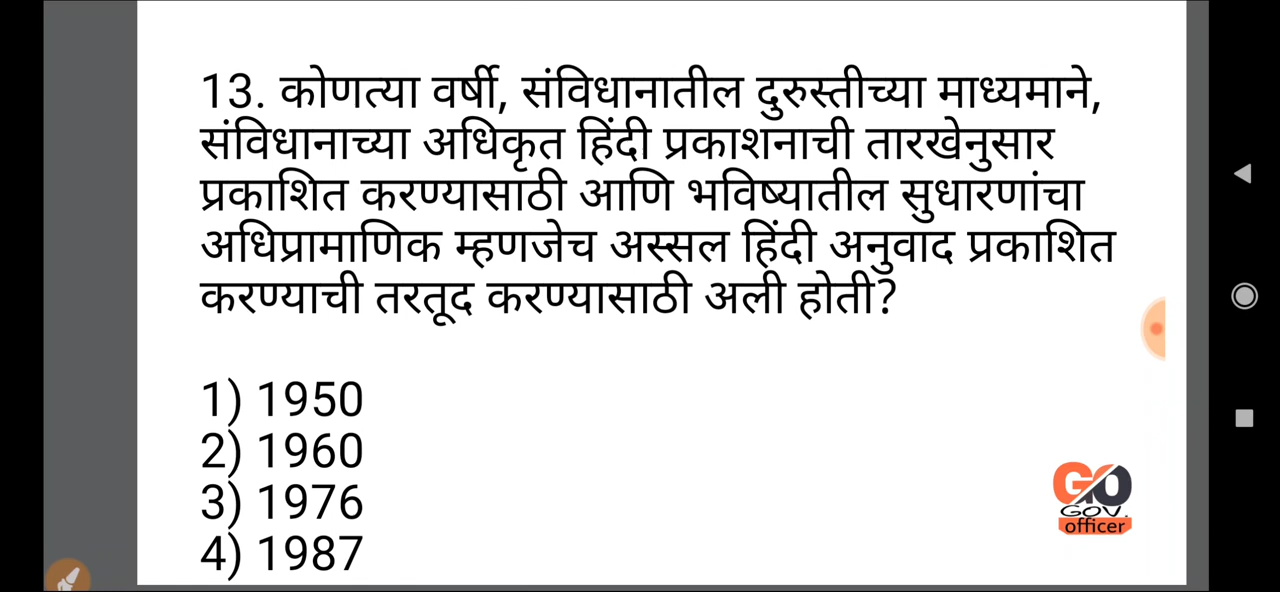 13. कोणत्या वर्षी, संविधानातील दुरुस्तीच्या माध्यमाने,
संविधानाच्या अधिकृत हिंदी प्रकाशनाची तारखेनुसार
प्रकाशित करण्यासाठी आणि भविष्यातील सुधारणांचा
अधिप्रामाणिक म्हणजेच अस्सल हिंदी अनुवाद प्रकाशित
करण्याची तरतूद करण्यासाठी अली होती?
1) 1950
2) 1960
3) 1976
4) 1987
GO
GOV.
officer